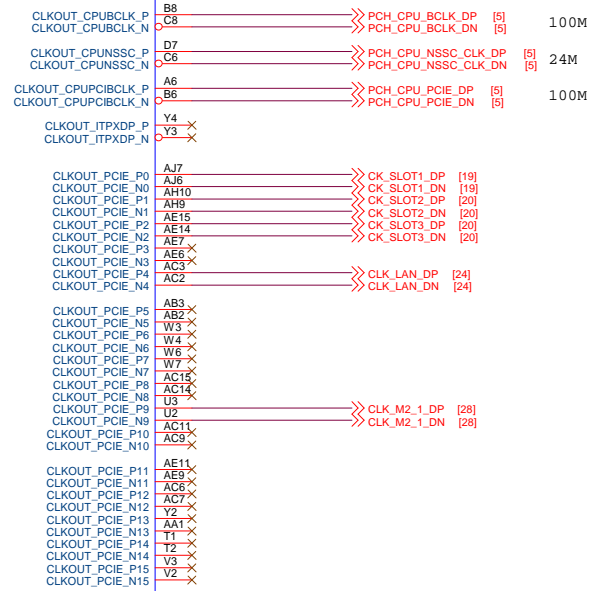 CLKOUT_CPUBCLK_P B8 PCH_CPU_BCLK_DP [5]
CLKOUT_CPUBCLK_N C8 PCH_CPU_BCLK_DN [5] 100M
CLKOUT_CPUNSSC_P D7 PCH_CPU_NSSC_CLK_DP [5]
CLKOUT_CPUNSSC_N C6 PCH_CPU_NSSC_CLK_DN [5] 24M
CLKOUT_CPUPCIBCLK_P A6 PCH_CPU_PCIE_DP [5]
CLKOUT_CPUPCIBCLK_N B6 PCH_CPU_PCIE_DN [5] 100M
CLKOUT_ITPXDP_P Y4
CLKOUT_ITPXDP_N Y3
CLKOUT_PCIE_P0 AJ7 CK_SLOT1_DP [19]
CLKOUT_PCIE_N0 AJ6 CK_SLOT1_DN [19]
CLKOUT_PCIE_P1 AH10 CK_SLOT2_DP [20]
CLKOUT_PCIE_N1 AH9 CK_SLOT2_DN [20]
CLKOUT_PCIE_P2 AE15 CK_SLOT3_DP [20]
CLKOUT_PCIE_N2 AE14 CK_SLOT3_DN [20]
CLKOUT_PCIE_P3 AE7
CLKOUT_PCIE_N3 AE6
CLKOUT_PCIE_P4 AC3 CLK_LAN_DP [24]
CLKOUT_PCIE_N4 AC2 CLK_LAN_DN [24]
CLKOUT_PCIE_P5 AB3
CLKOUT_PCIE_N5 AB2
CLKOUT_PCIE_P6 W3
CLKOUT_PCIE_N6 W4
CLKOUT_PCIE_P7 W6
CLKOUT_PCIE_N7 W7
CLKOUT_PCIE_P8 AC15
CLKOUT_PCIE_N8 AC14
CLKOUT_PCIE_P9 U3 CLK_M2_1_DP [28]
CLKOUT_PCIE_N9 U2 CLK_M2_1_DN [28]
CLKOUT_PCIE_P10 AC11
CLKOUT_PCIE_N10 AC9
CLKOUT_PCIE_P11 AE11
CLKOUT_PCIE_N11 AE9
CLKOUT_PCIE_P12 AC6
CLKOUT_PCIE_N12 AC7
CLKOUT_PCIE_P13 Y2
CLKOUT_PCIE_N13 AA1
CLKOUT_PCIE_P14 T1
CLKOUT_PCIE_N14 T2
CLKOUT_PCIE_P15 V3
CLKOUT_PCIE_N15 V2